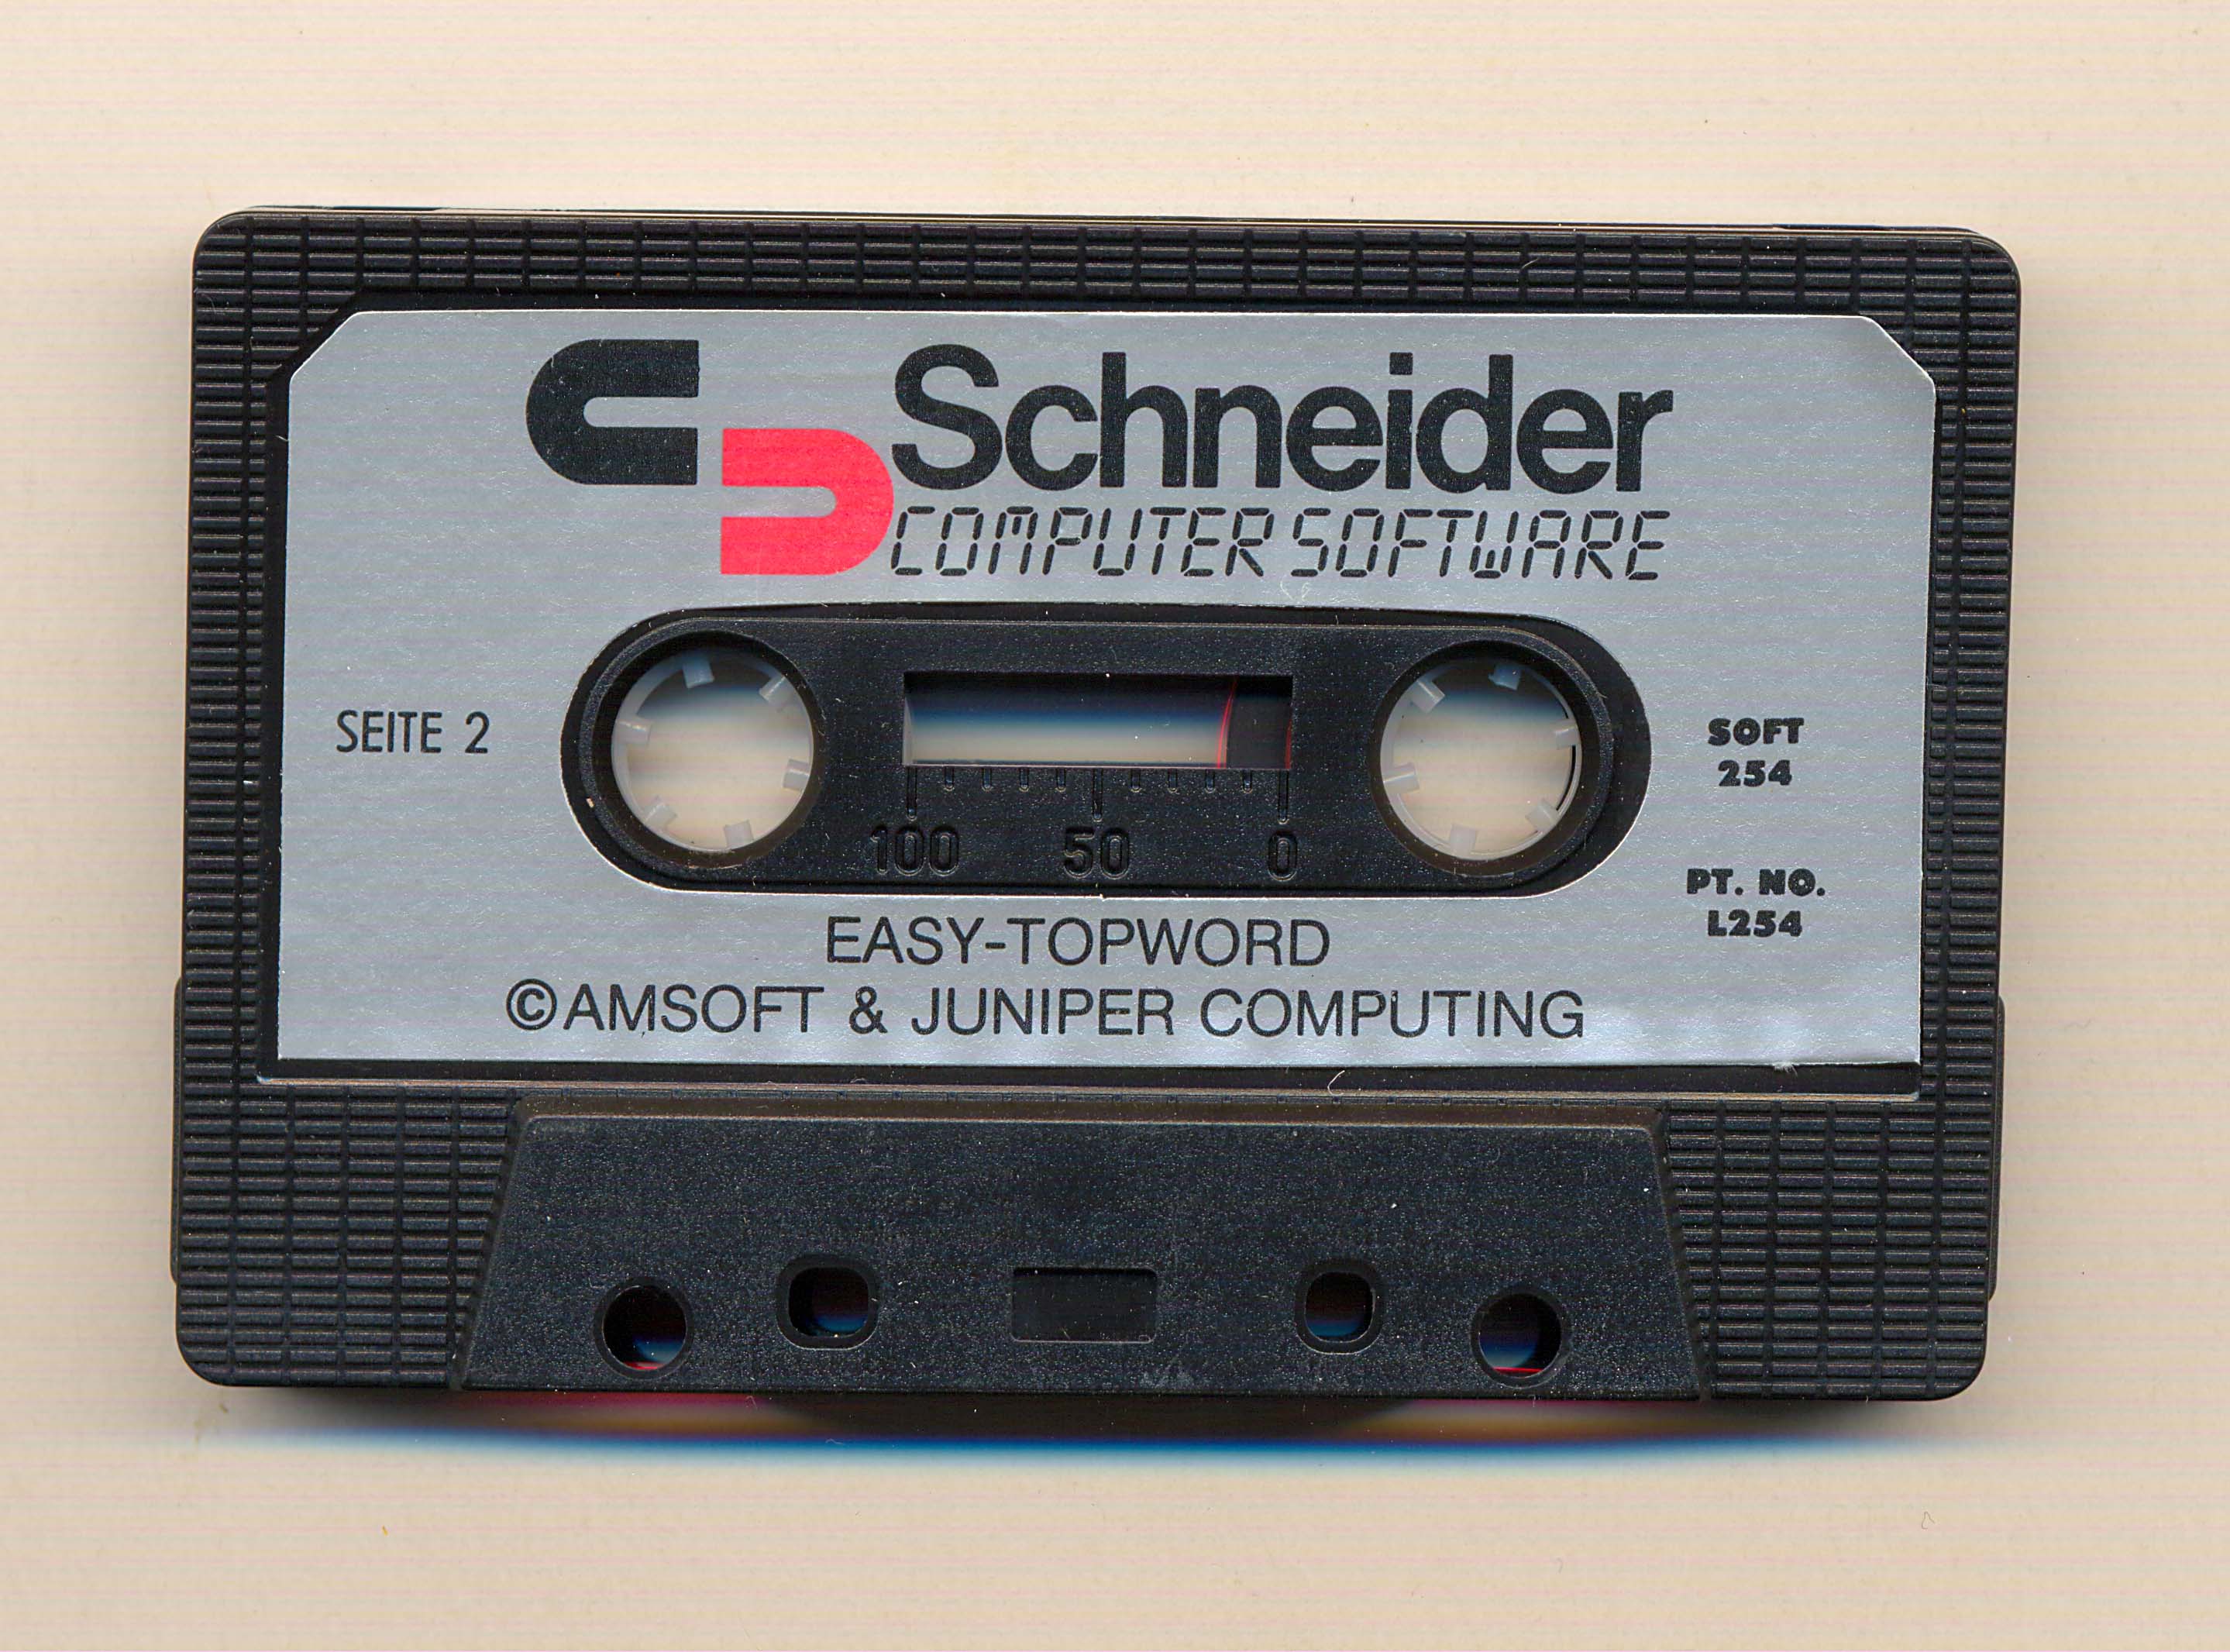 Schneider
COMPUTER SOFTWARE
SEITE 2
SOFT
254
100 50 0
PT. NO.
L254
EASY-TOPWORD
©AMSOFT & JUNIPER COMPUTING